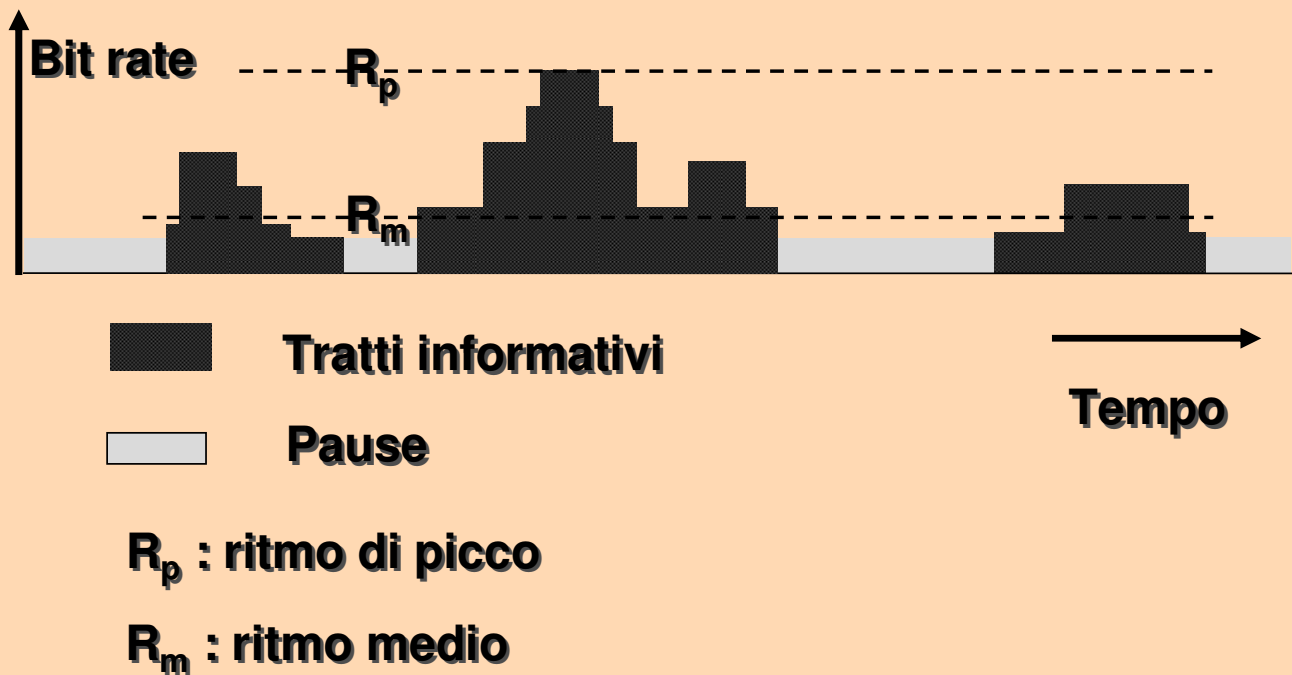 Bit rate
Rp
Rm
Tratti informativi
Tempo
Pause
Rp : ritmo di picco
Rm : ritmo medio